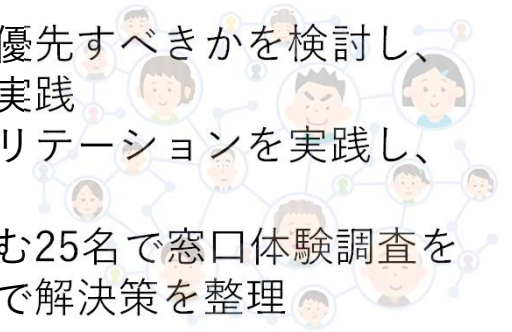 優先すべきかを検討し、
実践
リテーションを実践し、
む25名で窓口体験調査を
で解決策を整理